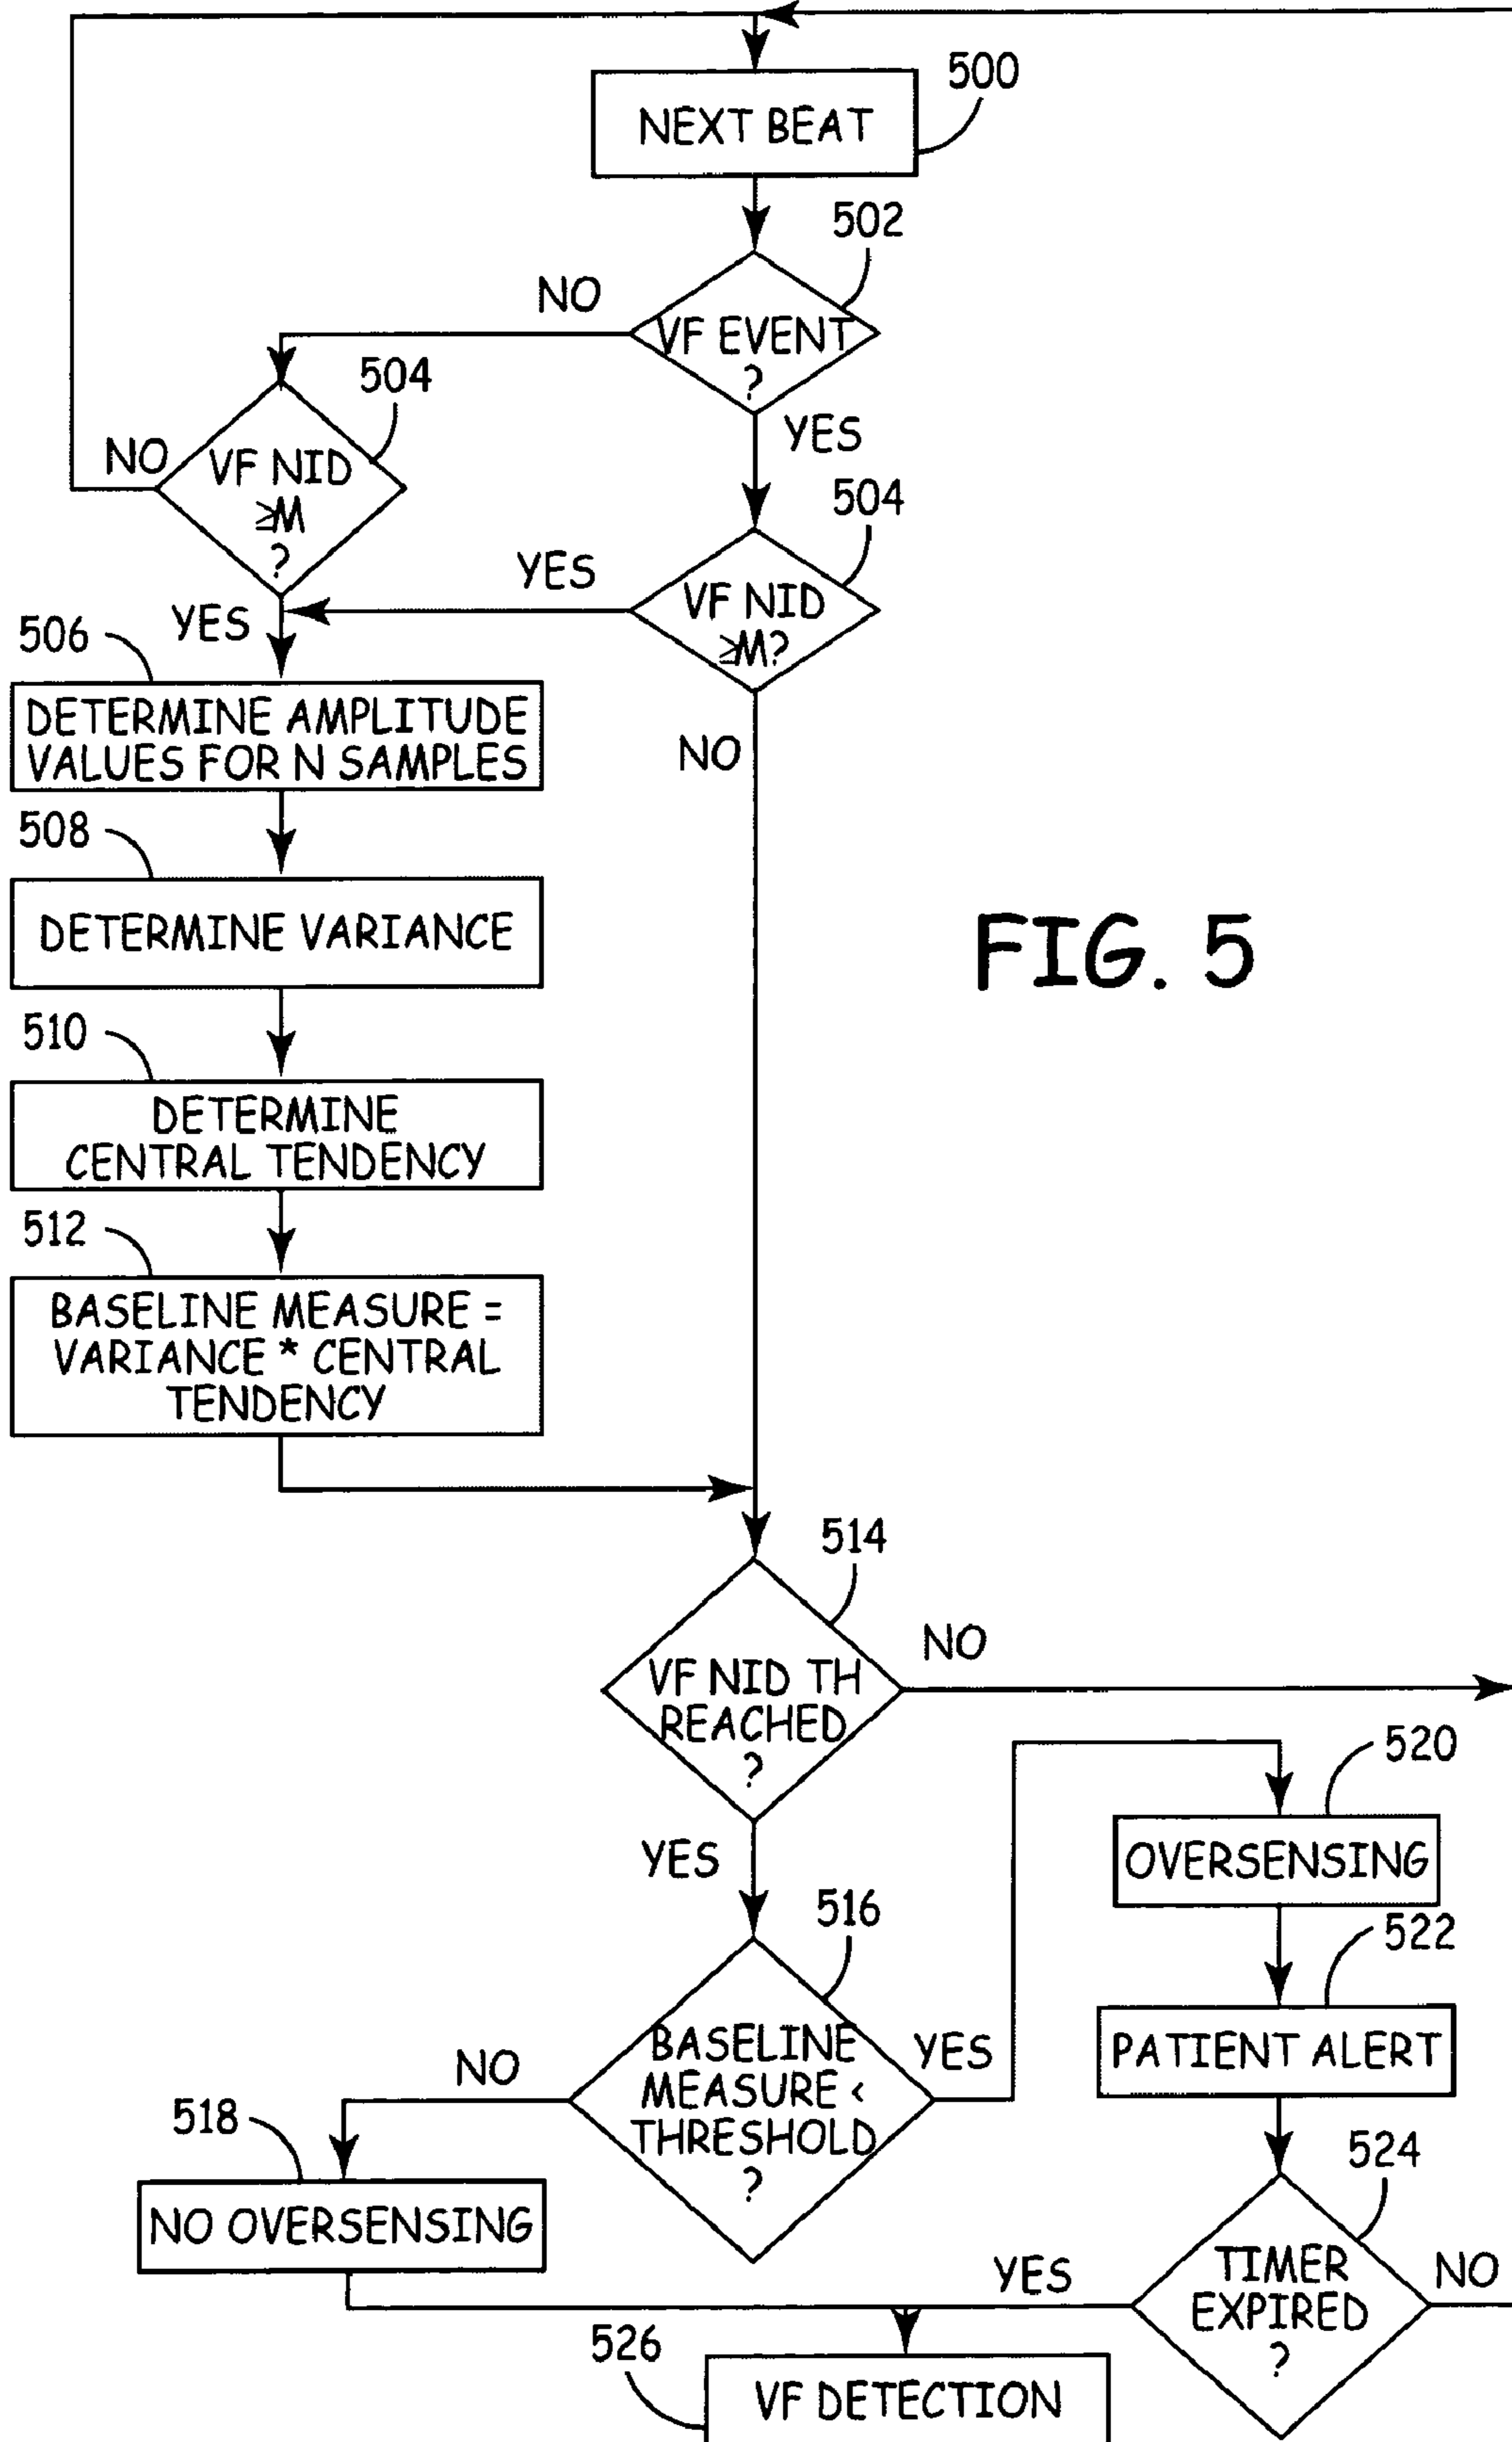 500
NEXT BEAT
502
NO
VF EVENT
?
504
YES
NO
VF NID
≥M
?
504
YES
VF NID
≥M?
YES
506
NO
DETERMINE AMPLITUDE
VALUES FOR N SAMPLES
508
DETERMINE VARIANCE
FIG. 5
510
DETERMINE
CENTRAL TENDENCY
512
BASELINE MEASURE =
VARIANCE * CENTRAL
TENDENCY
514
NO
VF NID TH
REACHED
?
520
YES
OVERSENSING
516
522
BASELINE
MEASURE <
THRESHOLD
?
YES
PATIENT ALERT
NO
518
524
NO OVERSENSING
TIMER
EXPIRED
?
YES
NO
526
VF DETECTION